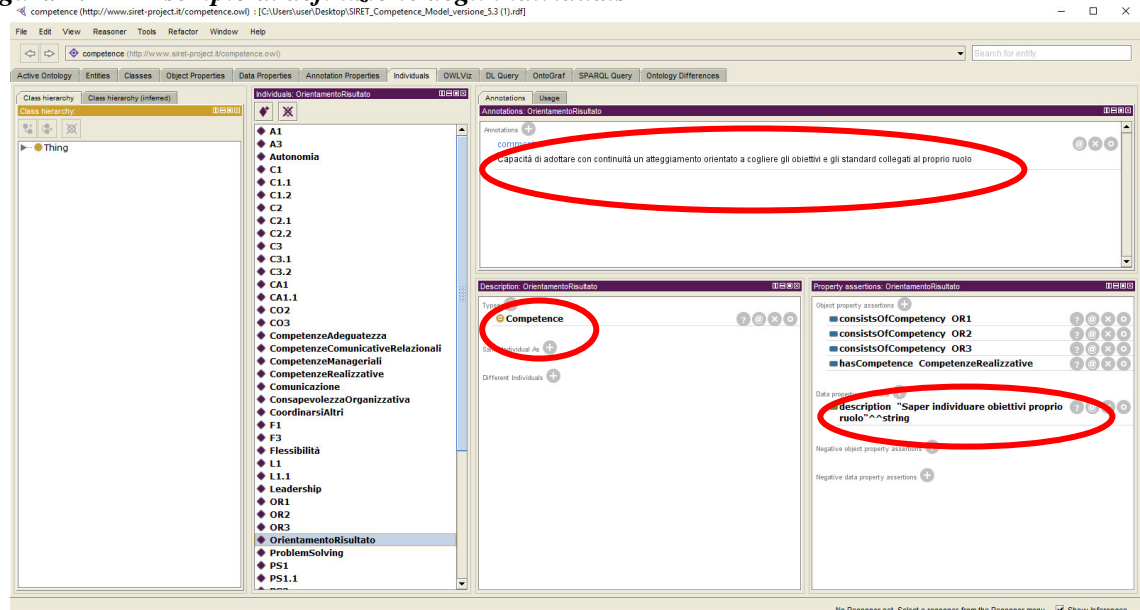 competence (http://www.siret-project.it/competence.owl) : [C:\Users\user\Desktop\SIRET_Competence_Model_versione_5.3 (1).rdf]
File Edit View Reasoner Tools Refactor Window Help
competence (http://www.siret-project.it/competence.owl)
Search for entity
Active Ontology Entities Classes Object Properties Data Properties Annotation Properties Individuals OWLViz DL Query OntoGraf SPARQL Query Ontology Differences
Class hierarchy Class hierarchy (inferred)
Class hierarchy:
Thing
Individuals: OrientamentoRisultato
A1
A3
Autonomia
C1
C1.1
C1.2
C2
C2.1
C2.2
C3
C3.1
C3.2
CA1
CA1.1
CO2
CO3
CompetenzeAdeguatezza
CompetenzeComunicativeRelazionali
CompetenzeManageriali
CompetenzeRealizzative
Comunicazione
ConsapevolezzaOrganizzativa
CoordinarsiAltri
F1
F3
Flessibilità
L1
L1.1
Leadership
OR1
OR2
OR3
OrientamentoRisultato
ProblemSolving
PS1
PS1.1
Annotations Usage
Annotations: OrientamentoRisultato
Annotations
comment
Capacità di adottare con continuità un atteggiamento orientato a cogliere gli obiettivi e gli standard collegati al proprio ruolo
Description: OrientamentoRisultato
Types
Competence
Same Individual As
Different Individuals
Property assertions: OrientamentoRisultato
Object property assertions
consistsOfCompetency OR1
consistsOfCompetency OR2
consistsOfCompetency OR3
hasCompetence CompetenzeRealizzative
Data property assertions
description "Saper individuare obiettivi proprio
ruolo"^^string
Negative object property assertions
Negative data property assertions
No Reasoner set. Select a reasoner from the Reasoner menu Show Inferences